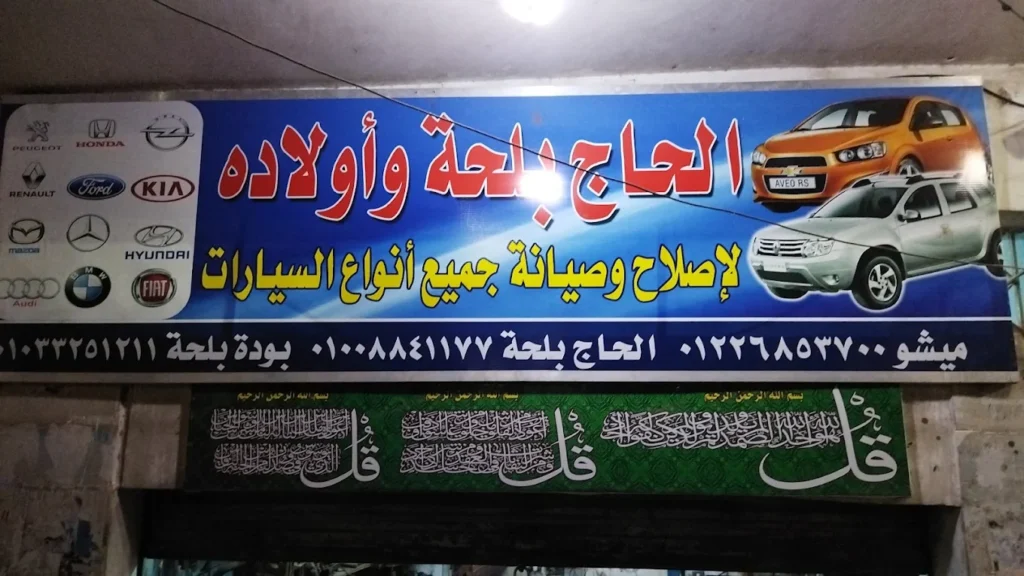 الحاج بلحة وأولاده
لإصلاح وصيانة جميع أنواع السيارات
ميشو ٠١٢٢٦٨٥٣٧٠٠ الحاج بلحة ٠١٠٠٨٨٤١١٧٧ بودة بلحة ٠١٠٣٣٢٥١٢١١
PEUGEOT HONDA
RENAULT Ford KIA
mazda HYUNDAI
Audi BMW FIAT
AVEO RS
بسم الله الرحمن الرحيم بسم الله الرحمن الرحيم بسم الله الرحمن الرحيم
قل قل قل